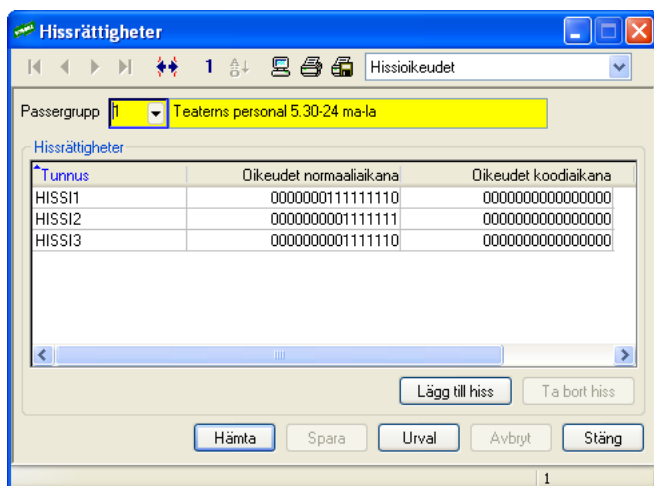 Hissrättigheter
1 Hissioikeudet
Passergrupp 1 Teaterns personal 5.30-24 ma-la
Hissrättigheter
Tunnus Oikeudet normaaliaikana Oikeudet koodiaikana
HISSI1 0000000111111110 0000000000000000
HISSI2 0000000001111111 0000000000000000
HISSI3 0000000001111110 0000000000000000
Lägg till hiss Ta bort hiss
Hämta Spara Urval Avbryt Stäng
1